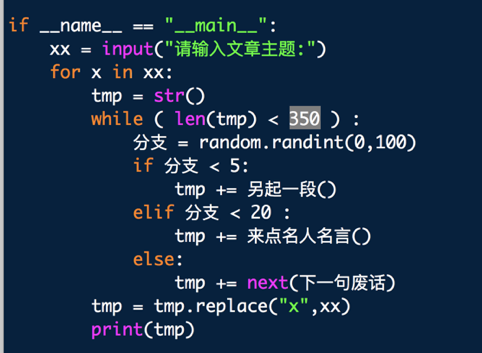 if __name__ == "__main__":
    xx = input("请输入文章主题:")
    for x in xx:
        tmp = str()
        while ( len(tmp) < 350 ) :
            分支 = random.randint(0,100)
            if 分支 < 5:
                tmp += 另起一段()
            elif 分支 < 20 :
                tmp += 来点名人名言()
            else:
                tmp += next(下一句废话)
        tmp = tmp.replace("x",xx)
        print(tmp)